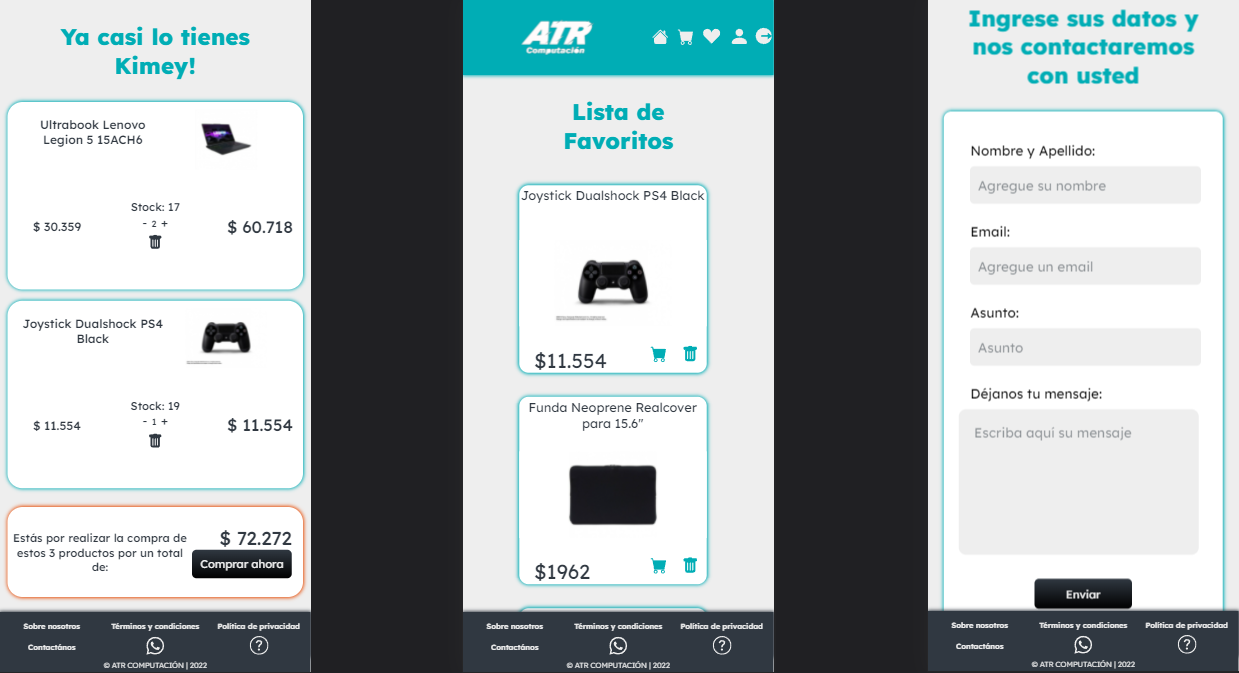 Ya casi lo tienes
Kimey!
Ultrabook Lenovo
Legion 5 15ACH6
Stock: 17
$ 30.359
- 2 +
$ 60.718
Joystick Dualshock PS4
Black
Stock: 19
$ 11.554
- 1 +
$ 11.554
Estás por realizar la compra de
estos 3 productos por un total
de:
$ 72.272
Comprar ahora
Sobre nosotros
Términos y condiciones
Política de privacidad
Contactános
© ATR COMPUTACIÓN | 2022
ATR
Computación
Lista de
Favoritos
Joystick Dualshock PS4 Black
$11.554
Funda Neoprene Realcover
para 15.6"
$1962
Sobre nosotros
Términos y condiciones
Política de privacidad
Contactános
© ATR COMPUTACIÓN | 2022
Ingrese sus datos y
nos contactaremos
con usted
Nombre y Apellido:
Agregue su nombre
Email:
Agregue un email
Asunto:
Asunto
Déjanos tu mensaje:
Escriba aquí su mensaje
Enviar
Sobre nosotros
Términos y condiciones
Política de privacidad
Contactános
© ATR COMPUTACIÓN | 2022